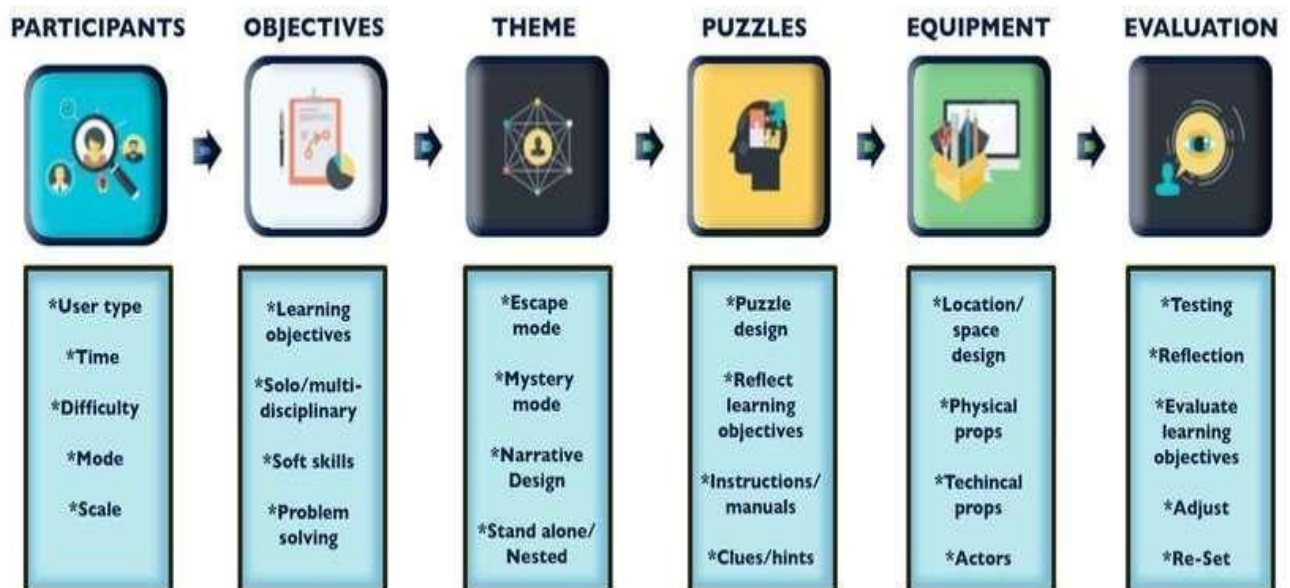 PARTICIPANTS
OBJECTIVES
THEME
PUZZLES
EQUIPMENT
EVALUATION
*User type
*Time
*Difficulty
*Mode
*Scale
*Learning
objectives
*Solo/multi-
disciplinary
*Soft skills
*Problem
solving
*Escape
mode
*Mystery
mode
*Narrative
Design
*Stand alone/
Nested
*Puzzle
design
*Reflect
learning
objectives
*Instructions/
manuals
*Clues/hints
*Location/
space
design
*Physical
props
*Techincal
props
*Actors
*Testing
*Reflection
*Evaluate
learning
objectives
*Adjust
*Re-Set